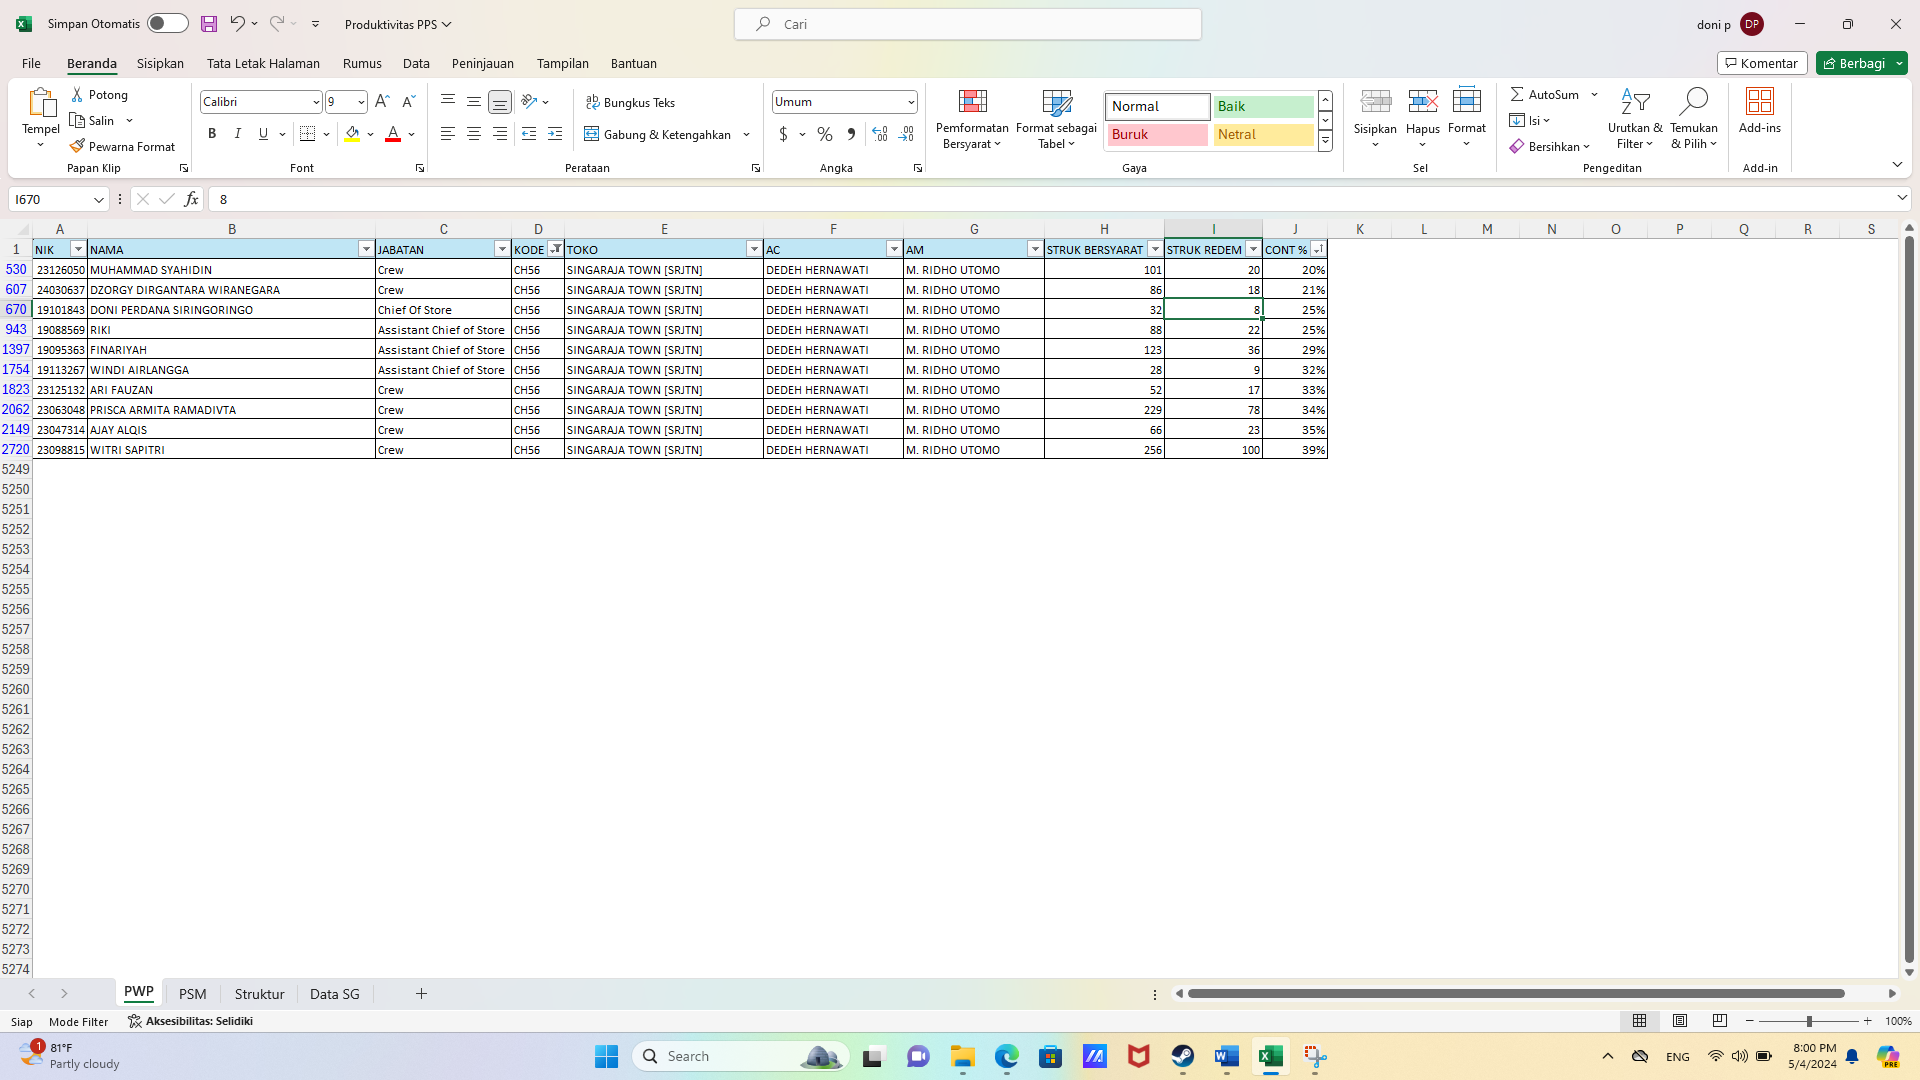 Simpan Otomatis Produktivitas PPS Cari doni p DP
File Beranda Sisipkan Tata Letak Halaman Rumus Data Peninjauan Tampilan Bantuan Komentar Berbagi
Tempel Potong Salin Pewarna Format
Calibri 9 A A
B I U A
Bungkus Teks
Gabung & Ketengahkan
Umum
$ %
Pemformatan Bersyarat Format sebagai Tabel
Normal Baik
Buruk Netral
Sisipkan Hapus Format
AutoSum Isi Bersihkan
Urutkan & Filter Temukan & Pilih
Add-ins
Papan Klip Font Perataan Angka Gaya Sel Pengeditan Add-in
I670 fx 8
A B C D E F G H I J K L M N O P Q R S
1 NIK NAMA JABATAN KODE TOKO AC AM STRUK BERSYARAT STRUK REDEM CONT %
530 23126050 MUHAMMAD SYAHIDIN Crew CH56 SINGARAJA TOWN [SRJTN] DEDEH HERNAWATI M. RIDHO UTOMO 101 20 20%
607 24030637 DZORGY DIRGANTARA WIRANEGARA Crew CH56 SINGARAJA TOWN [SRJTN] DEDEH HERNAWATI M. RIDHO UTOMO 86 18 21%
670 19101843 DONI PERDANA SIRINGORINGO Chief Of Store CH56 SINGARAJA TOWN [SRJTN] DEDEH HERNAWATI M. RIDHO UTOMO 32 8 25%
943 19088569 RIKI Assistant Chief of Store CH56 SINGARAJA TOWN [SRJTN] DEDEH HERNAWATI M. RIDHO UTOMO 88 22 25%
1397 19095363 FINARIYAH Assistant Chief of Store CH56 SINGARAJA TOWN [SRJTN] DEDEH HERNAWATI M. RIDHO UTOMO 123 36 29%
1754 19113267 WINDI AIRLANGGA Assistant Chief of Store CH56 SINGARAJA TOWN [SRJTN] DEDEH HERNAWATI M. RIDHO UTOMO 28 9 32%
1823 23125132 ARI FAUZAN Crew CH56 SINGARAJA TOWN [SRJTN] DEDEH HERNAWATI M. RIDHO UTOMO 52 17 33%
2062 23063048 PRISCA ARMITA RAMADIVTA Crew CH56 SINGARAJA TOWN [SRJTN] DEDEH HERNAWATI M. RIDHO UTOMO 229 78 34%
2149 23047314 AJAY ALQIS Crew CH56 SINGARAJA TOWN [SRJTN] DEDEH HERNAWATI M. RIDHO UTOMO 66 23 35%
2720 23098815 WITRI SAPITRI Crew CH56 SINGARAJA TOWN [SRJTN] DEDEH HERNAWATI M. RIDHO UTOMO 256 100 39%
5249
5250
5251
5252
5253
5254
5255
5256
5257
5258
5259
5260
5261
5262
5263
5264
5265
5266
5267
5268
5269
5270
5271
5272
5273
5274
PWP PSM Struktur Data SG
Siap Mode Filter Aksesibilitas: Selidiki 100%
1 81°F Search ENG 8:00 PM
Partly cloudy 5/4/2024 PRE